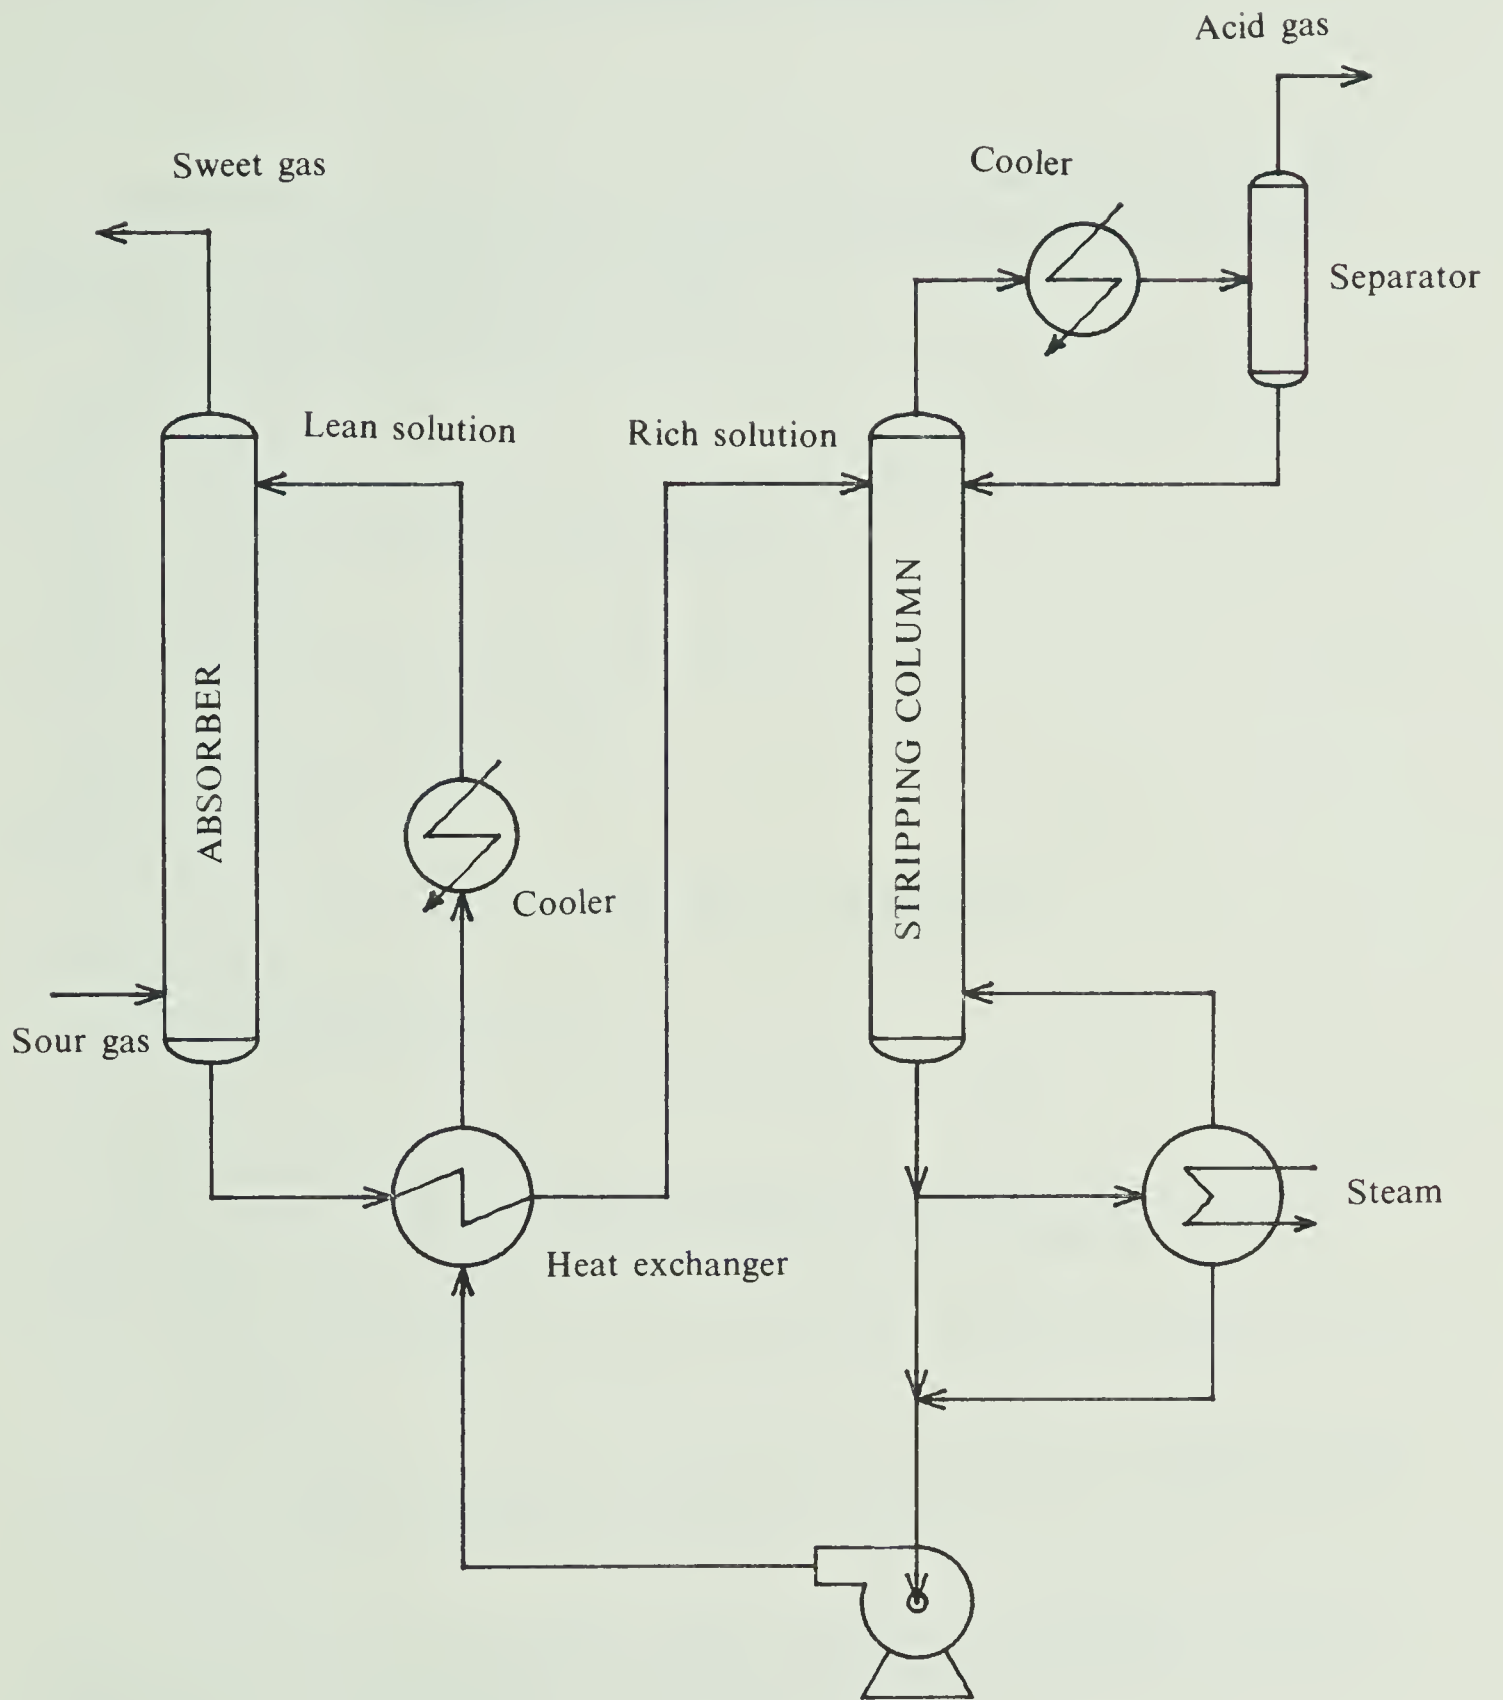 Acid gas
Sweet gas
Cooler
Separator
Lean solution
Rich solution
ABSORBER
STRIPPING COLUMN
Cooler
Sour gas
Steam
Heat exchanger